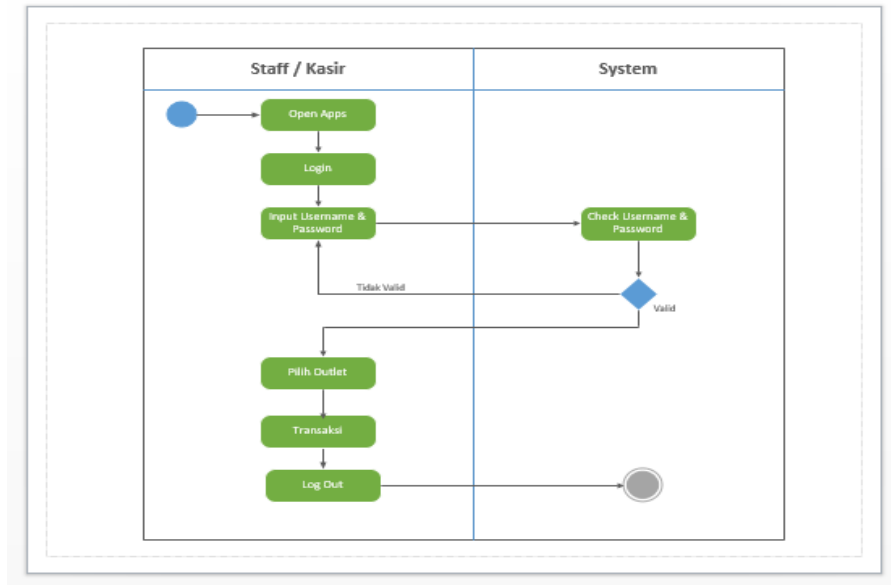 Staff / Kasir
System
Open Apps
Login
Input Username &
Password
Check Username &
Password
Tidak Valid
Valid
Pilih Outlet
Transaksi
Log Out